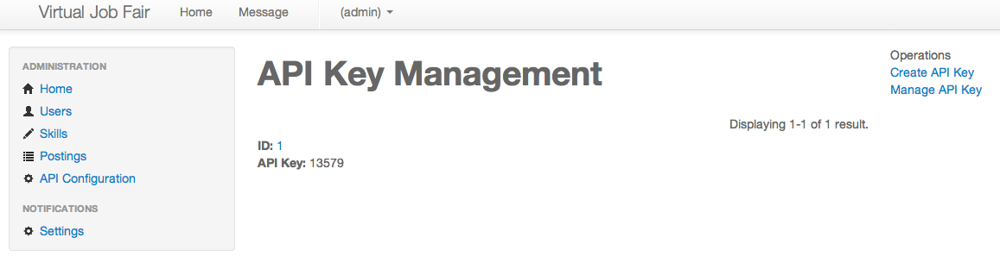 Virtual Job Fair Home Message (admin)
ADMINISTRATION
Home
Users
Skills
Postings
API Configuration
NOTIFICATIONS
Settings
API Key Management
Displaying 1-1 of 1 result.
ID: 1
API Key: 13579
Operations
Create API Key
Manage API Key